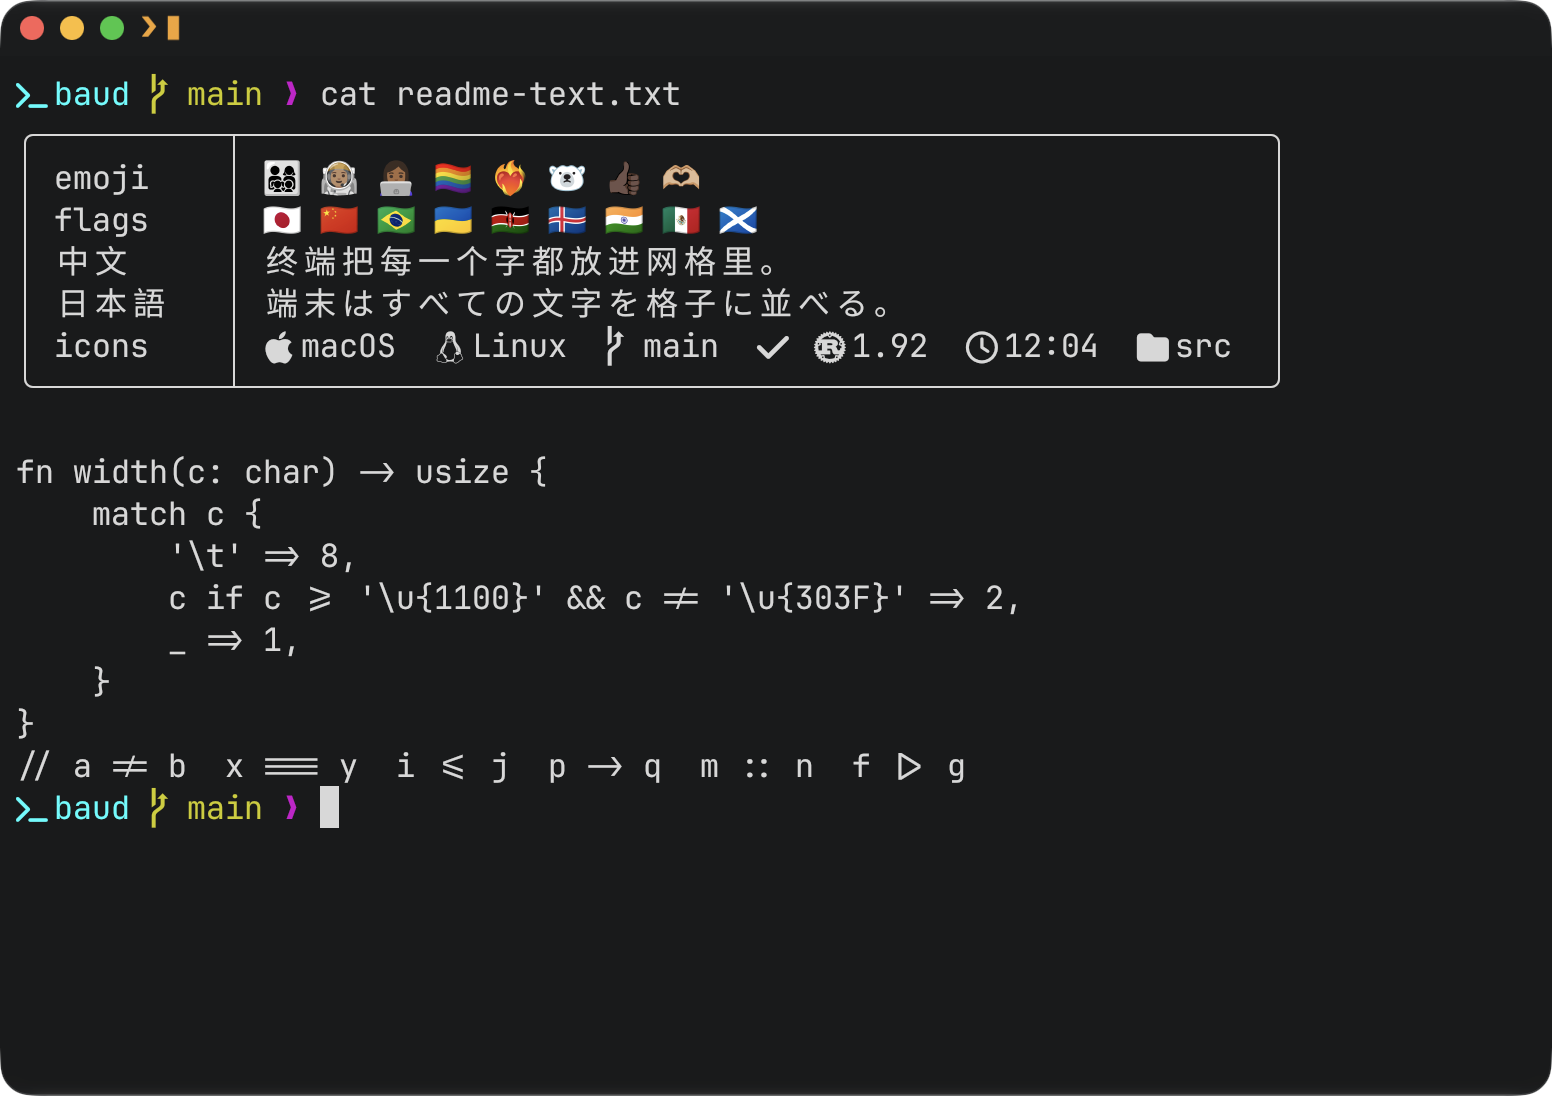 baud main ❱ cat readme-text.txt
emoji 👨‍👩‍👧‍👦 🧑🏽‍🚀 👩🏾‍💻 🏳️‍🌈 ❤️‍🔥 🐻‍❄️ 👍🏿 🫶🏼
flags 🇯🇵 🇨🇳 🇧🇷 🇺🇦 🇰🇪 🇮🇸 🇮🇳 🇲🇽 🏴󠁧󠁢󠁳󠁣󠁴󠁿
中文 终端把每一个字都放进网格里。
日本語 端末はすべての文字を格子に並べる。
icons macOS Linux main ✓ 1.92 12:04 src
fn width(c: char) -> usize {
    match c {
        '\t' => 8,
        c if c >= '\u{1100}' && c != '\u{303F}' => 2,
        _ => 1,
    }
}
// a != b  x === y  i <= j  p -> q  m :: n  f |> g
baud main ❱